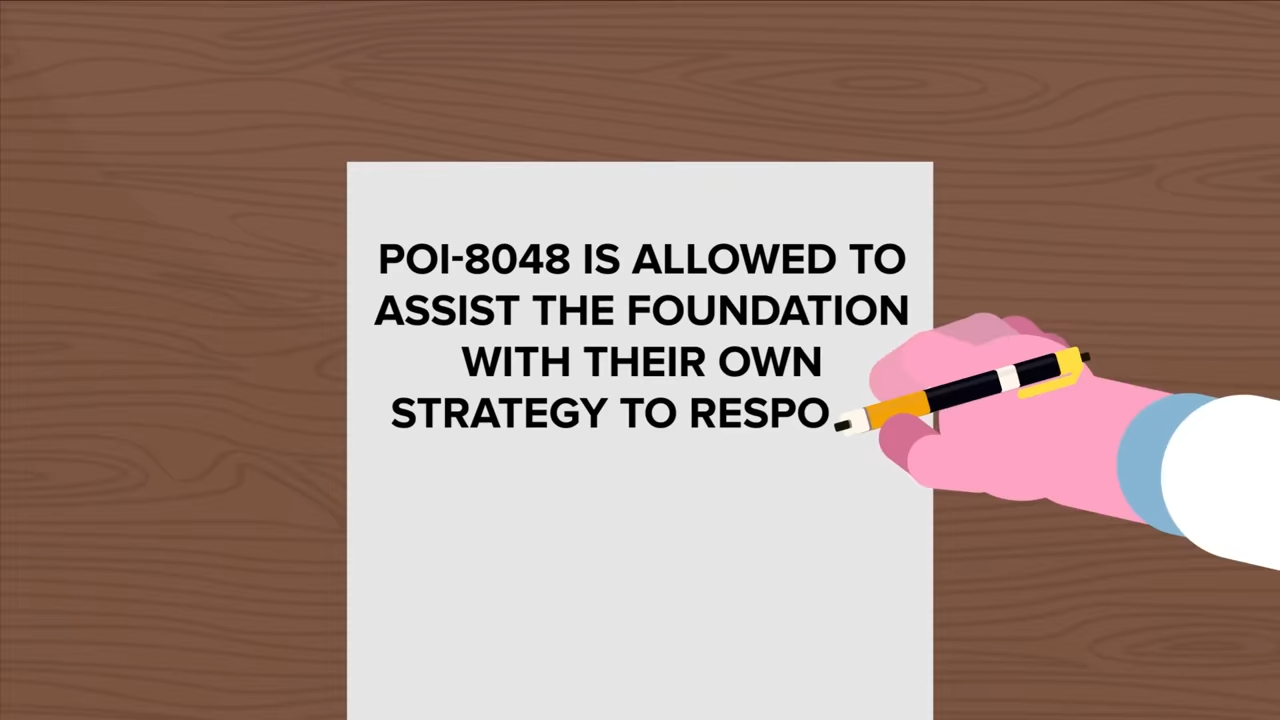 POI-8048 IS ALLOWED TO
ASSIST THE FOUNDATION
WITH THEIR OWN
STRATEGY TO RESPO